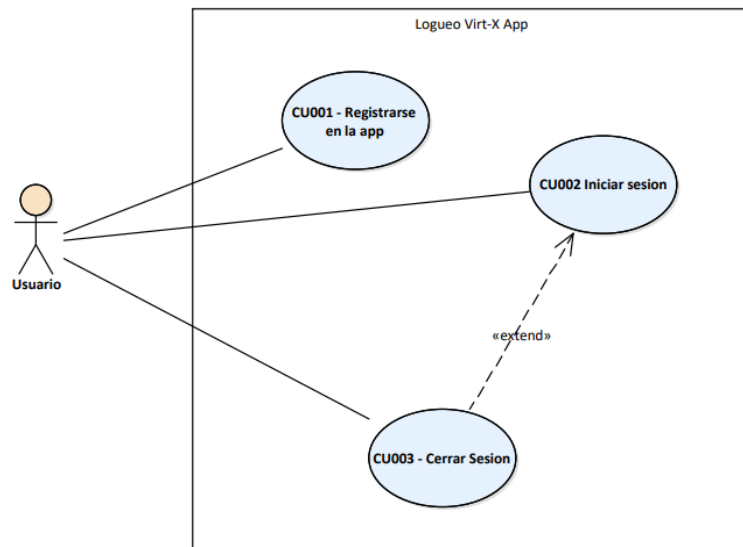 Logueo Virt-X App
CU001 - Registrarse
en la app
CU002 Iniciar sesion
Usuario
«extend»
CU003 - Cerrar Sesion